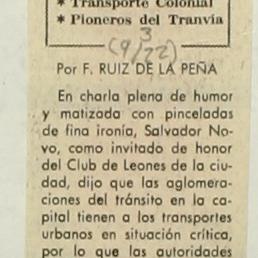 * Transporte Colonial
* Pioneros del Tranvía
(9/3/22)
Por F. RUIZ DE LA PEÑA
En charla plena de humor
y matizada con pinceladas
de fina ironía, Salvador No-
vo, como invitado de honor
del Club de Leones de la ciu-
dad, dijo que las aglomera-
ciones del tránsito en la ca-
pital tienen a los transportes
urbanos en situación crítica,
por lo que las autoridades